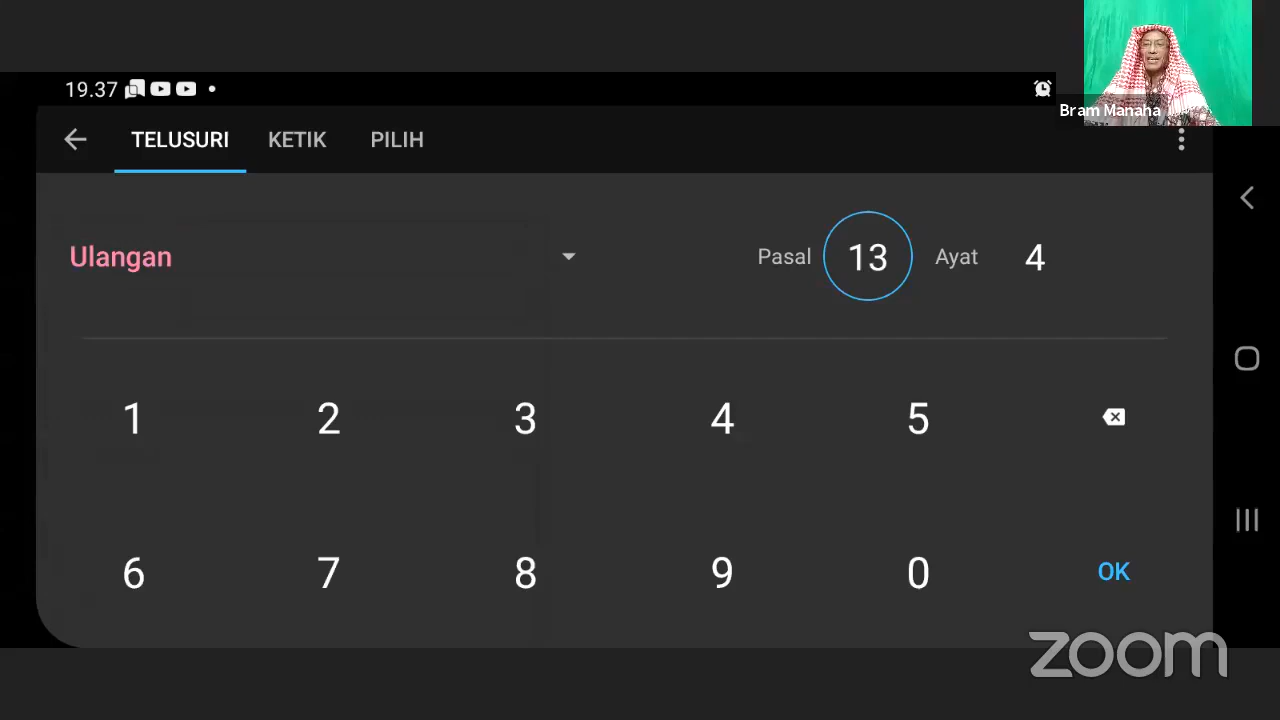 19.37
Bram Manaha
TELUSURI KETIK PILIH
Ulangan Pasal 13 Ayat 4
1 2 3 4 5
6 7 8 9 0 OK
zoom